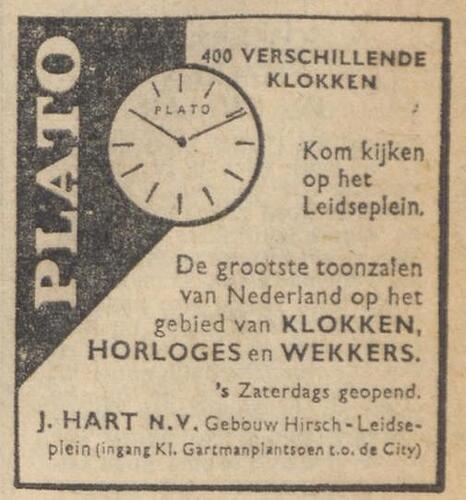 PLATO
400 VERSCHILLENDE
KLOKKEN
PLATO
Kom kijken
op het
Leidseplein.
De grootste toonzalen
van Nederland op het
gebied van KLOKKEN,
HORLOGES en WEKKERS.
's Zaterdags geopend.
J. HART N.V. Gebouw Hirsch - Leidse-
plein (ingang Kl. Gartmanplantsoen t.o. de City)